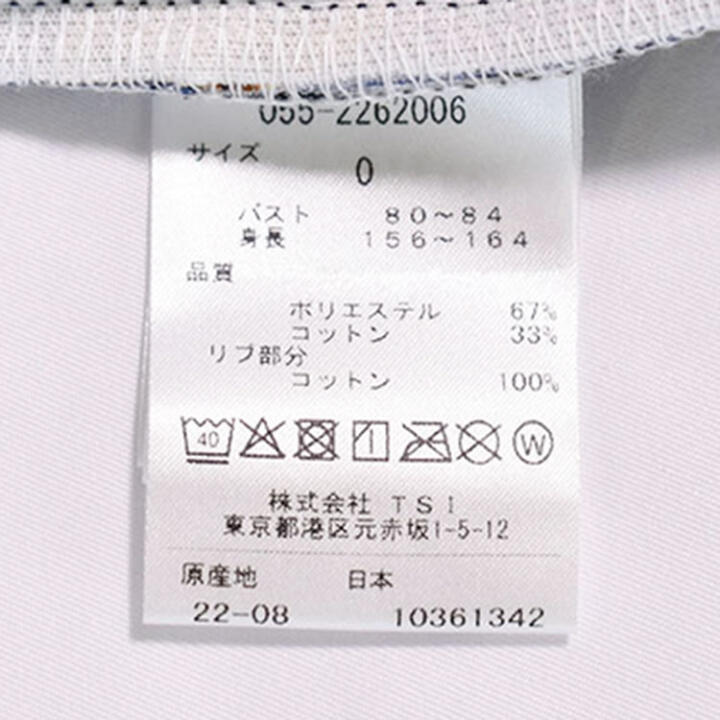 055-2262006
サイズ
0
バスト 80～84
身長 156～164
品質
ポリエステル 67%
コットン 33%
リブ部分
コットン 100%
40 W
株式会社 TSI
東京都港区元赤坂1-5-12
原産地 日本
22-08 10361342